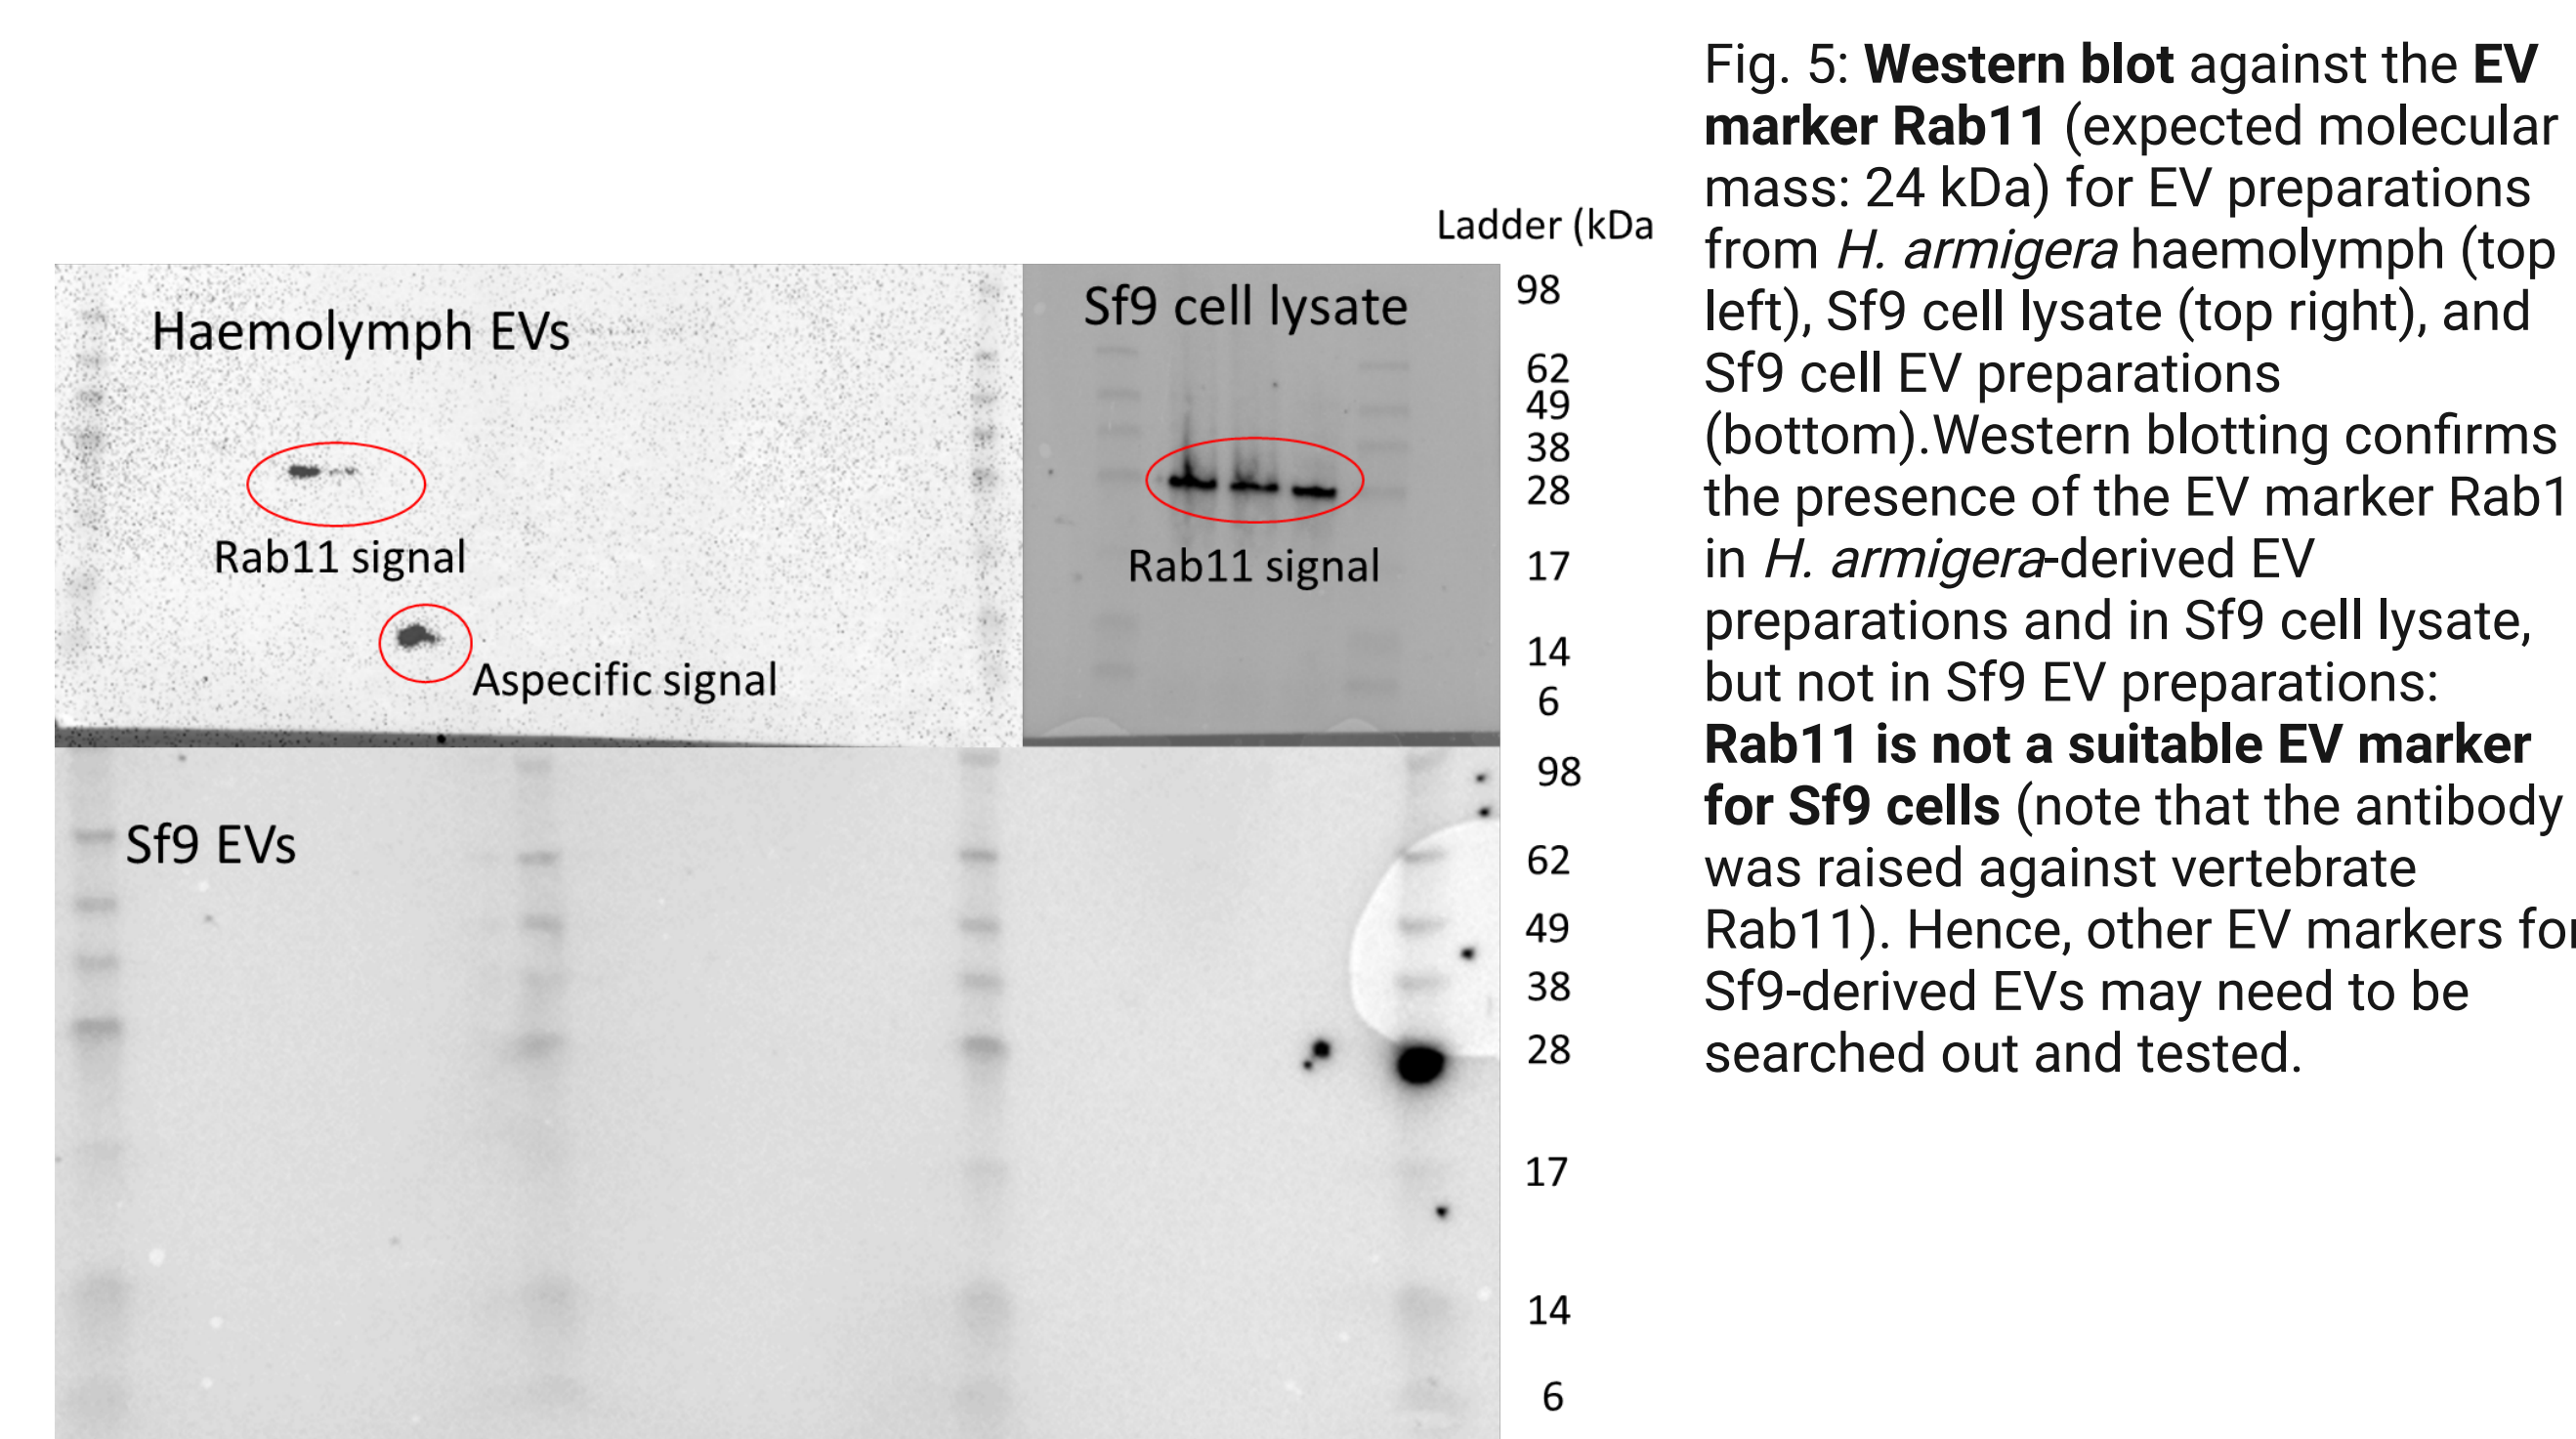 Fig. 5: Western blot against the EV
marker Rab11 (expected molecular
mass: 24 kDa) for EV preparations
from H. armigera haemolymph (top
left), Sf9 cell lysate (top right), and
Sf9 cell EV preparations
(bottom).Western blotting confirms
the presence of the EV marker Rab1
in H. armigera-derived EV
preparations and in Sf9 cell lysate,
but not in Sf9 EV preparations:
Rab11 is not a suitable EV marker
for Sf9 cells (note that the antibody
was raised against vertebrate
Rab11). Hence, other EV markers for
Sf9-derived EVs may need to be
searched out and tested.
Ladder (kDa
Haemolymph EVs
Rab11 signal
Aspecific signal
Sf9 cell lysate
Rab11 signal
98
62
49
38
28
17
14
6
Sf9 EVs
98
62
49
38
28
17
14
6